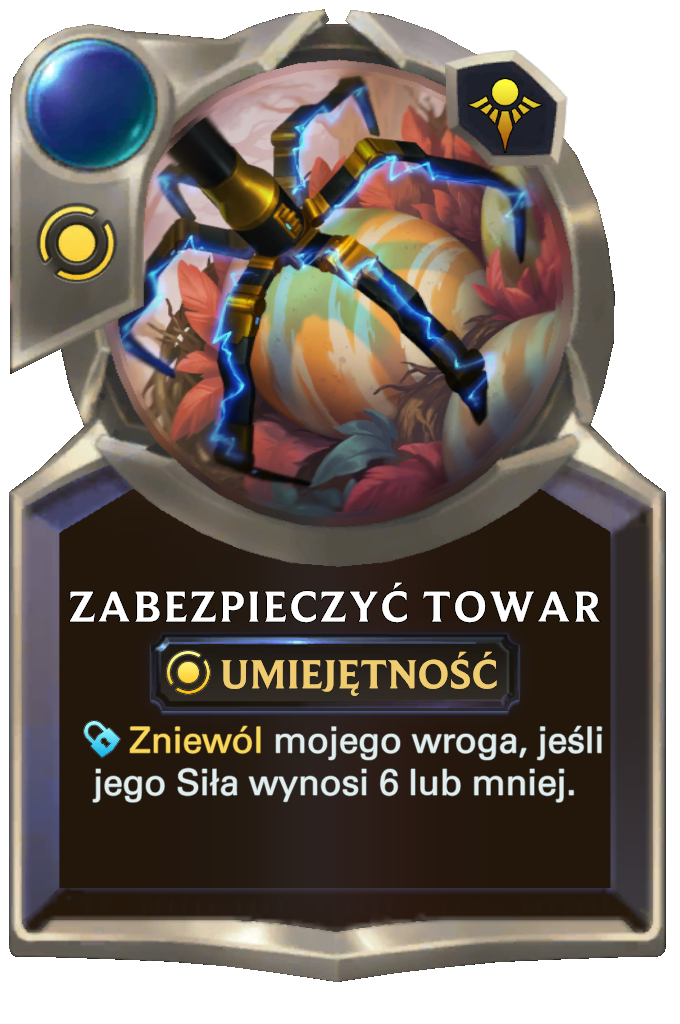 ZABEZPIECZYĆ TOWAR
UMIEJĘTNOŚĆ
Zniewól mojego wroga, jeśli
jego Siła wynosi 6 lub mniej.